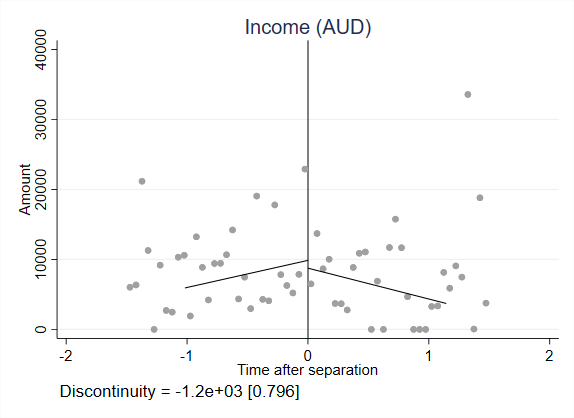 Income (AUD)
40000
30000
20000
10000
0
Amount
-2
-1
0
1
2
Time after separation
Discontinuity = -1.2e+03 [0.796]